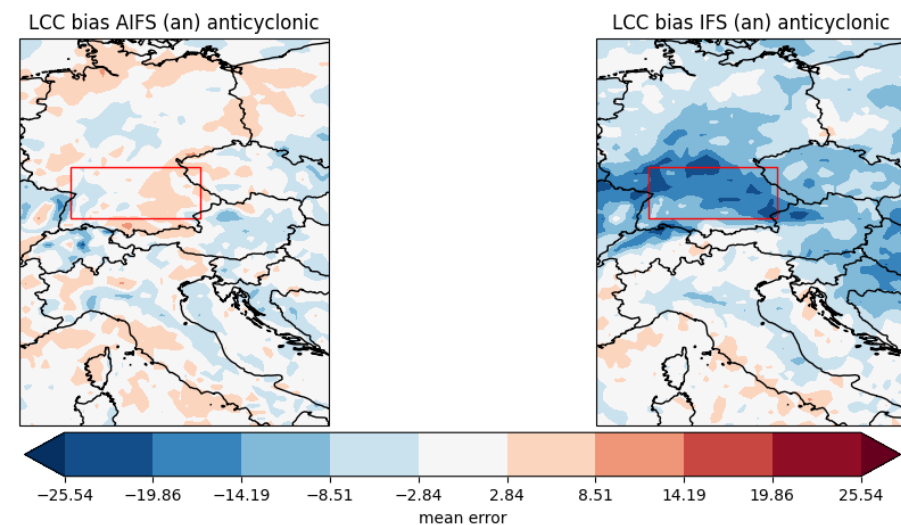 LCC bias AIFS (an) anticyclonic
LCC bias IFS (an) anticyclonic
−25.54 −19.86 −14.19 −8.51 −2.84 2.84 8.51 14.19 19.86 25.54
mean error